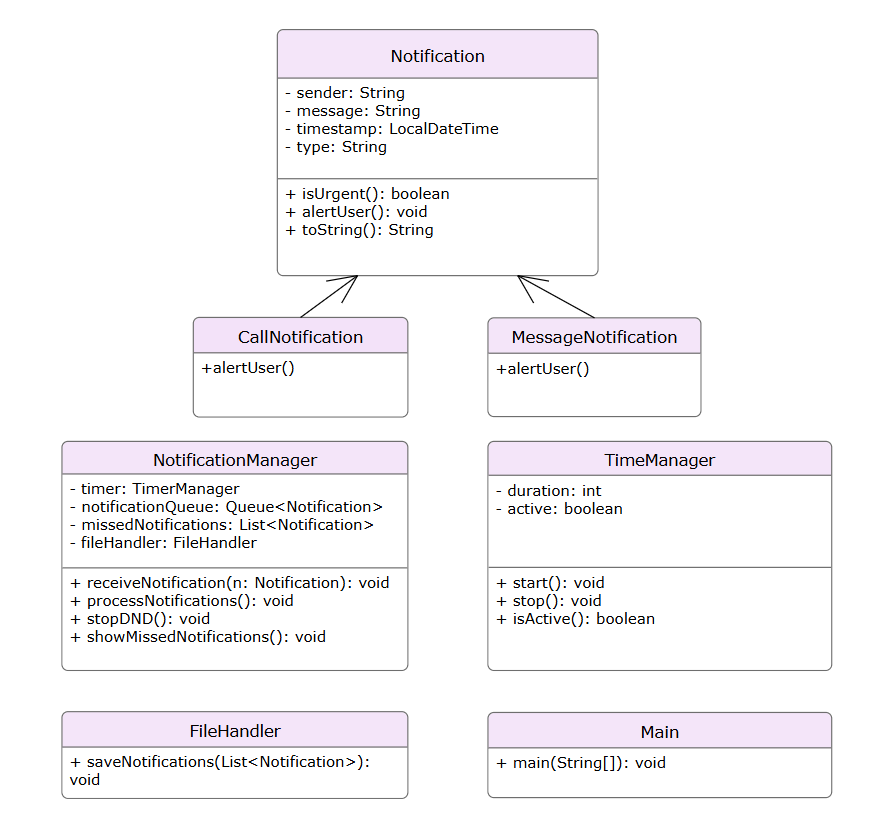 Notification
- sender: String
- message: String
- timestamp: LocalDateTime
- type: String
+ isUrgent(): boolean
+ alertUser(): void
+ toString(): String
CallNotification
+alertUser()
MessageNotification
+alertUser()
NotificationManager
- timer: TimerManager
- notificationQueue: Queue<Notification>
- missedNotifications: List<Notification>
- fileHandler: FileHandler
+ receiveNotification(n: Notification): void
+ processNotifications(): void
+ stopDND(): void
+ showMissedNotifications(): void
TimeManager
- duration: int
- active: boolean
+ start(): void
+ stop(): void
+ isActive(): boolean
FileHandler
+ saveNotifications(List<Notification>):
void
Main
+ main(String[]): void